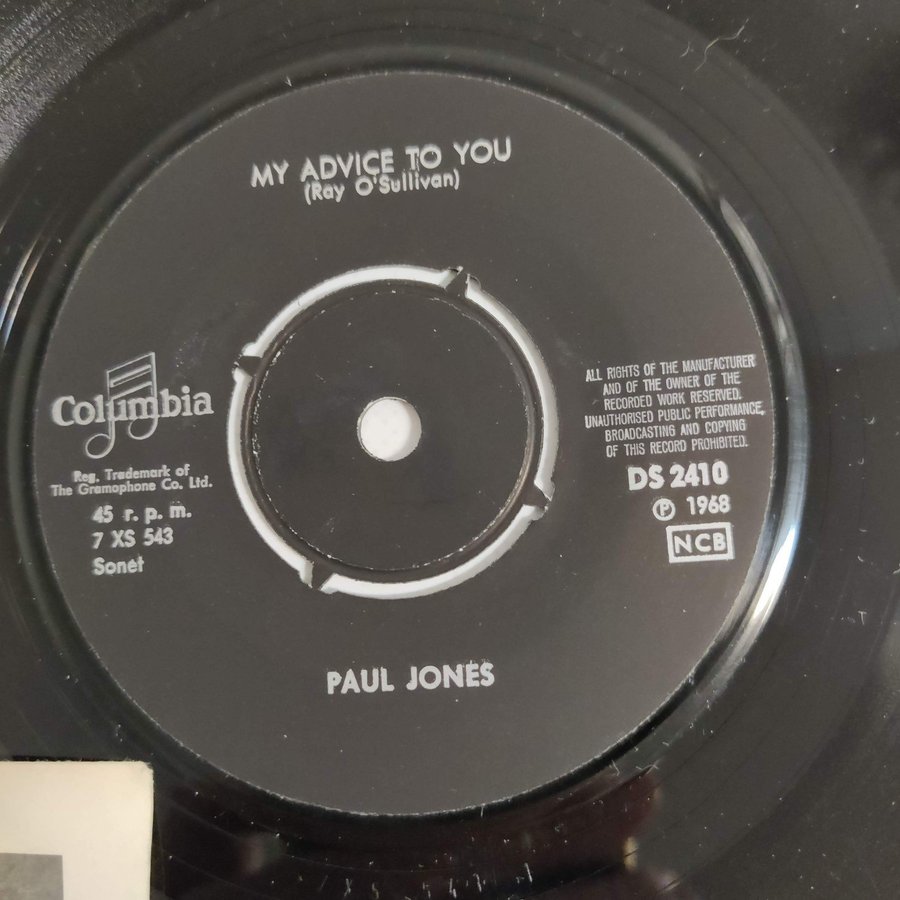 MY ADVICE TO YOU
(Ray O'Sullivan)
Columbia
Reg. Trademark of
The Gramophone Co. Ltd.
45 r. p. m.
7 XS 543
Sonet
ALL RIGHTS OF THE MANUFACTURER
AND OF THE OWNER OF THE
RECORDED WORK RESERVED.
UNAUTHORISED PUBLIC PERFORMANCE,
BROADCASTING AND COPYING
OF THIS RECORD PROHIBITED.
DS 2410
Ⓟ 1968
NCB
PAUL JONES